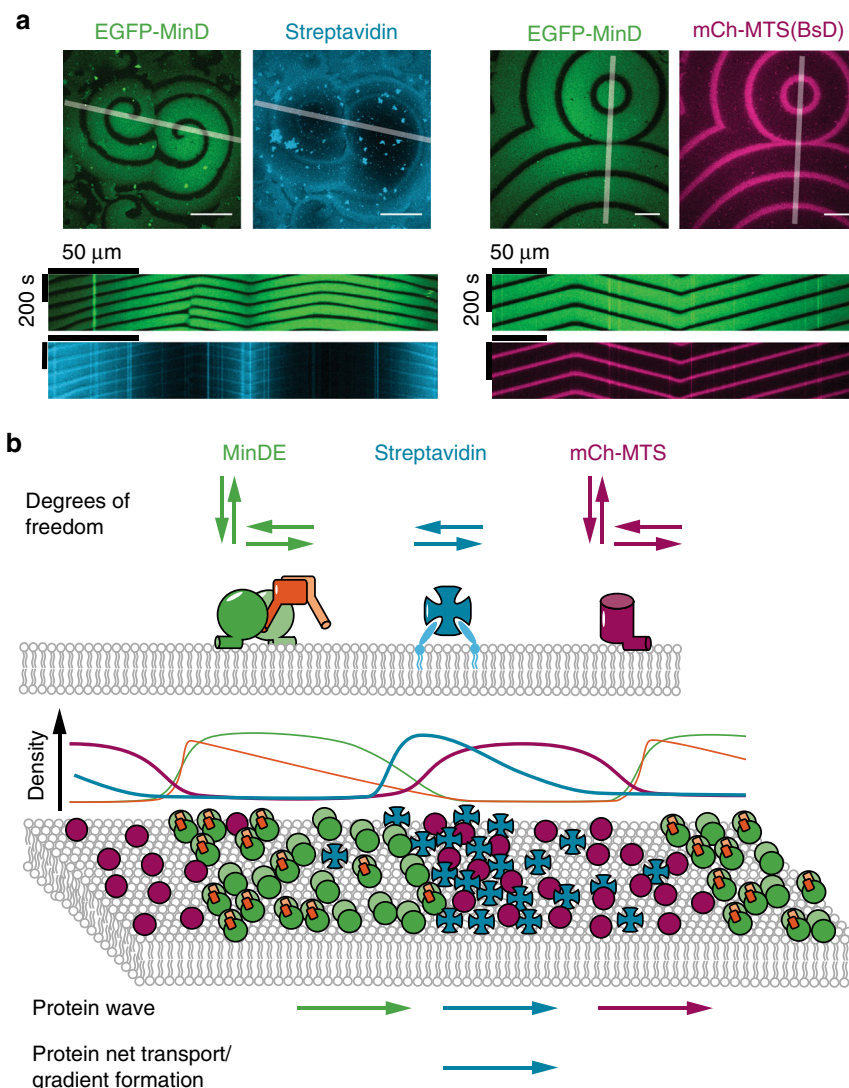 a
EGFP-MinD
Streptavidin
EGFP-MinD
mCh-MTS(BsD)
50 μm
50 μm
200 s
200 s
b
MinDE
Streptavidin
mCh-MTS
Degrees of
freedom
Density
Protein wave
Protein net transport/
gradient formation